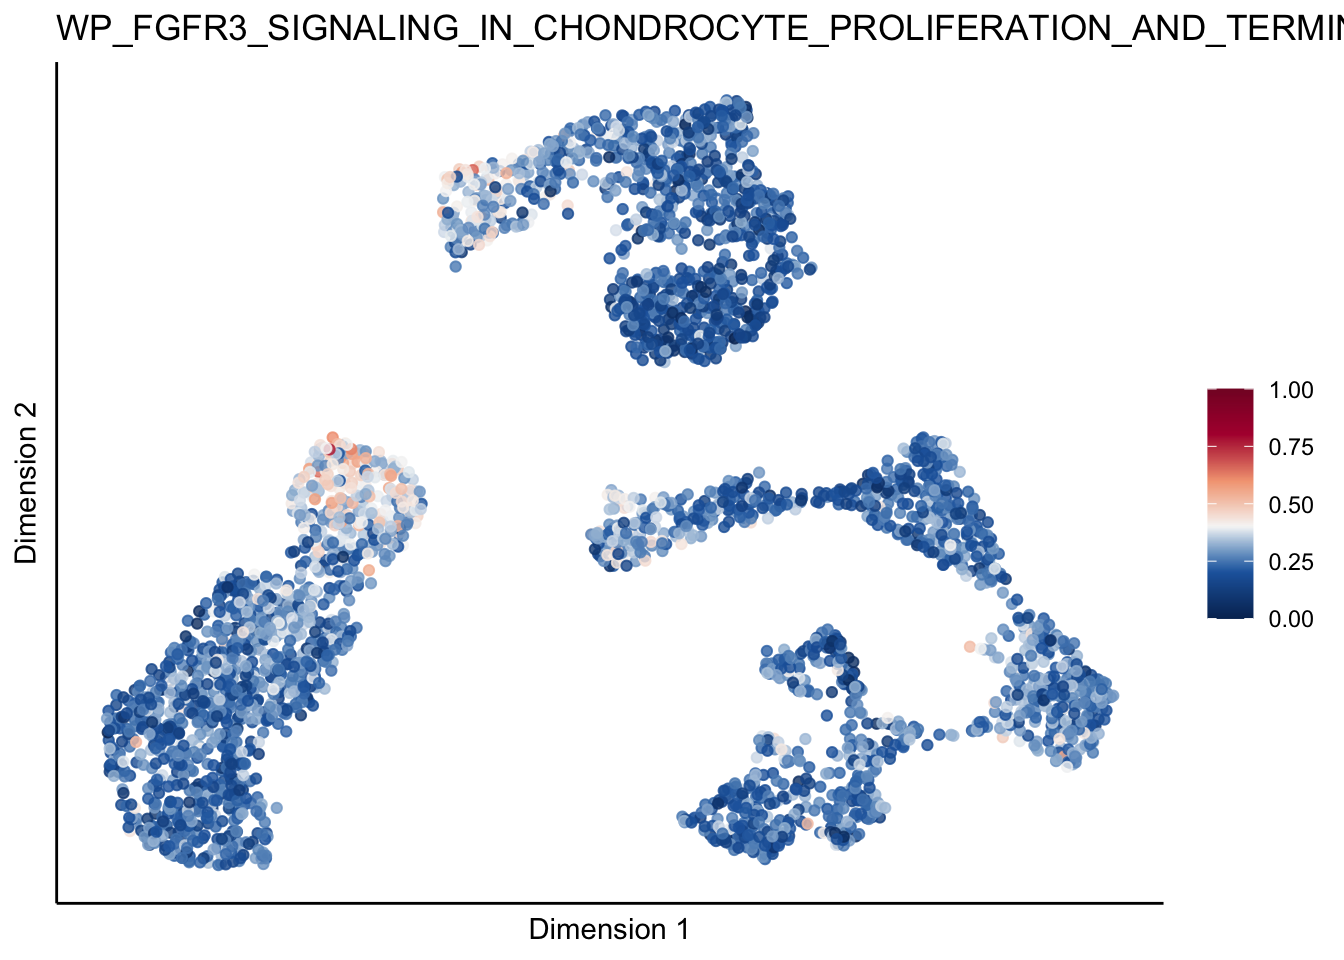 WP_FGFR3_SIGNALING_IN_CHONDROCYTE_PROLIFERATION_AND_TERMIN
Dimension 2
1.00
0.75
0.50
0.25
0.00
Dimension 1